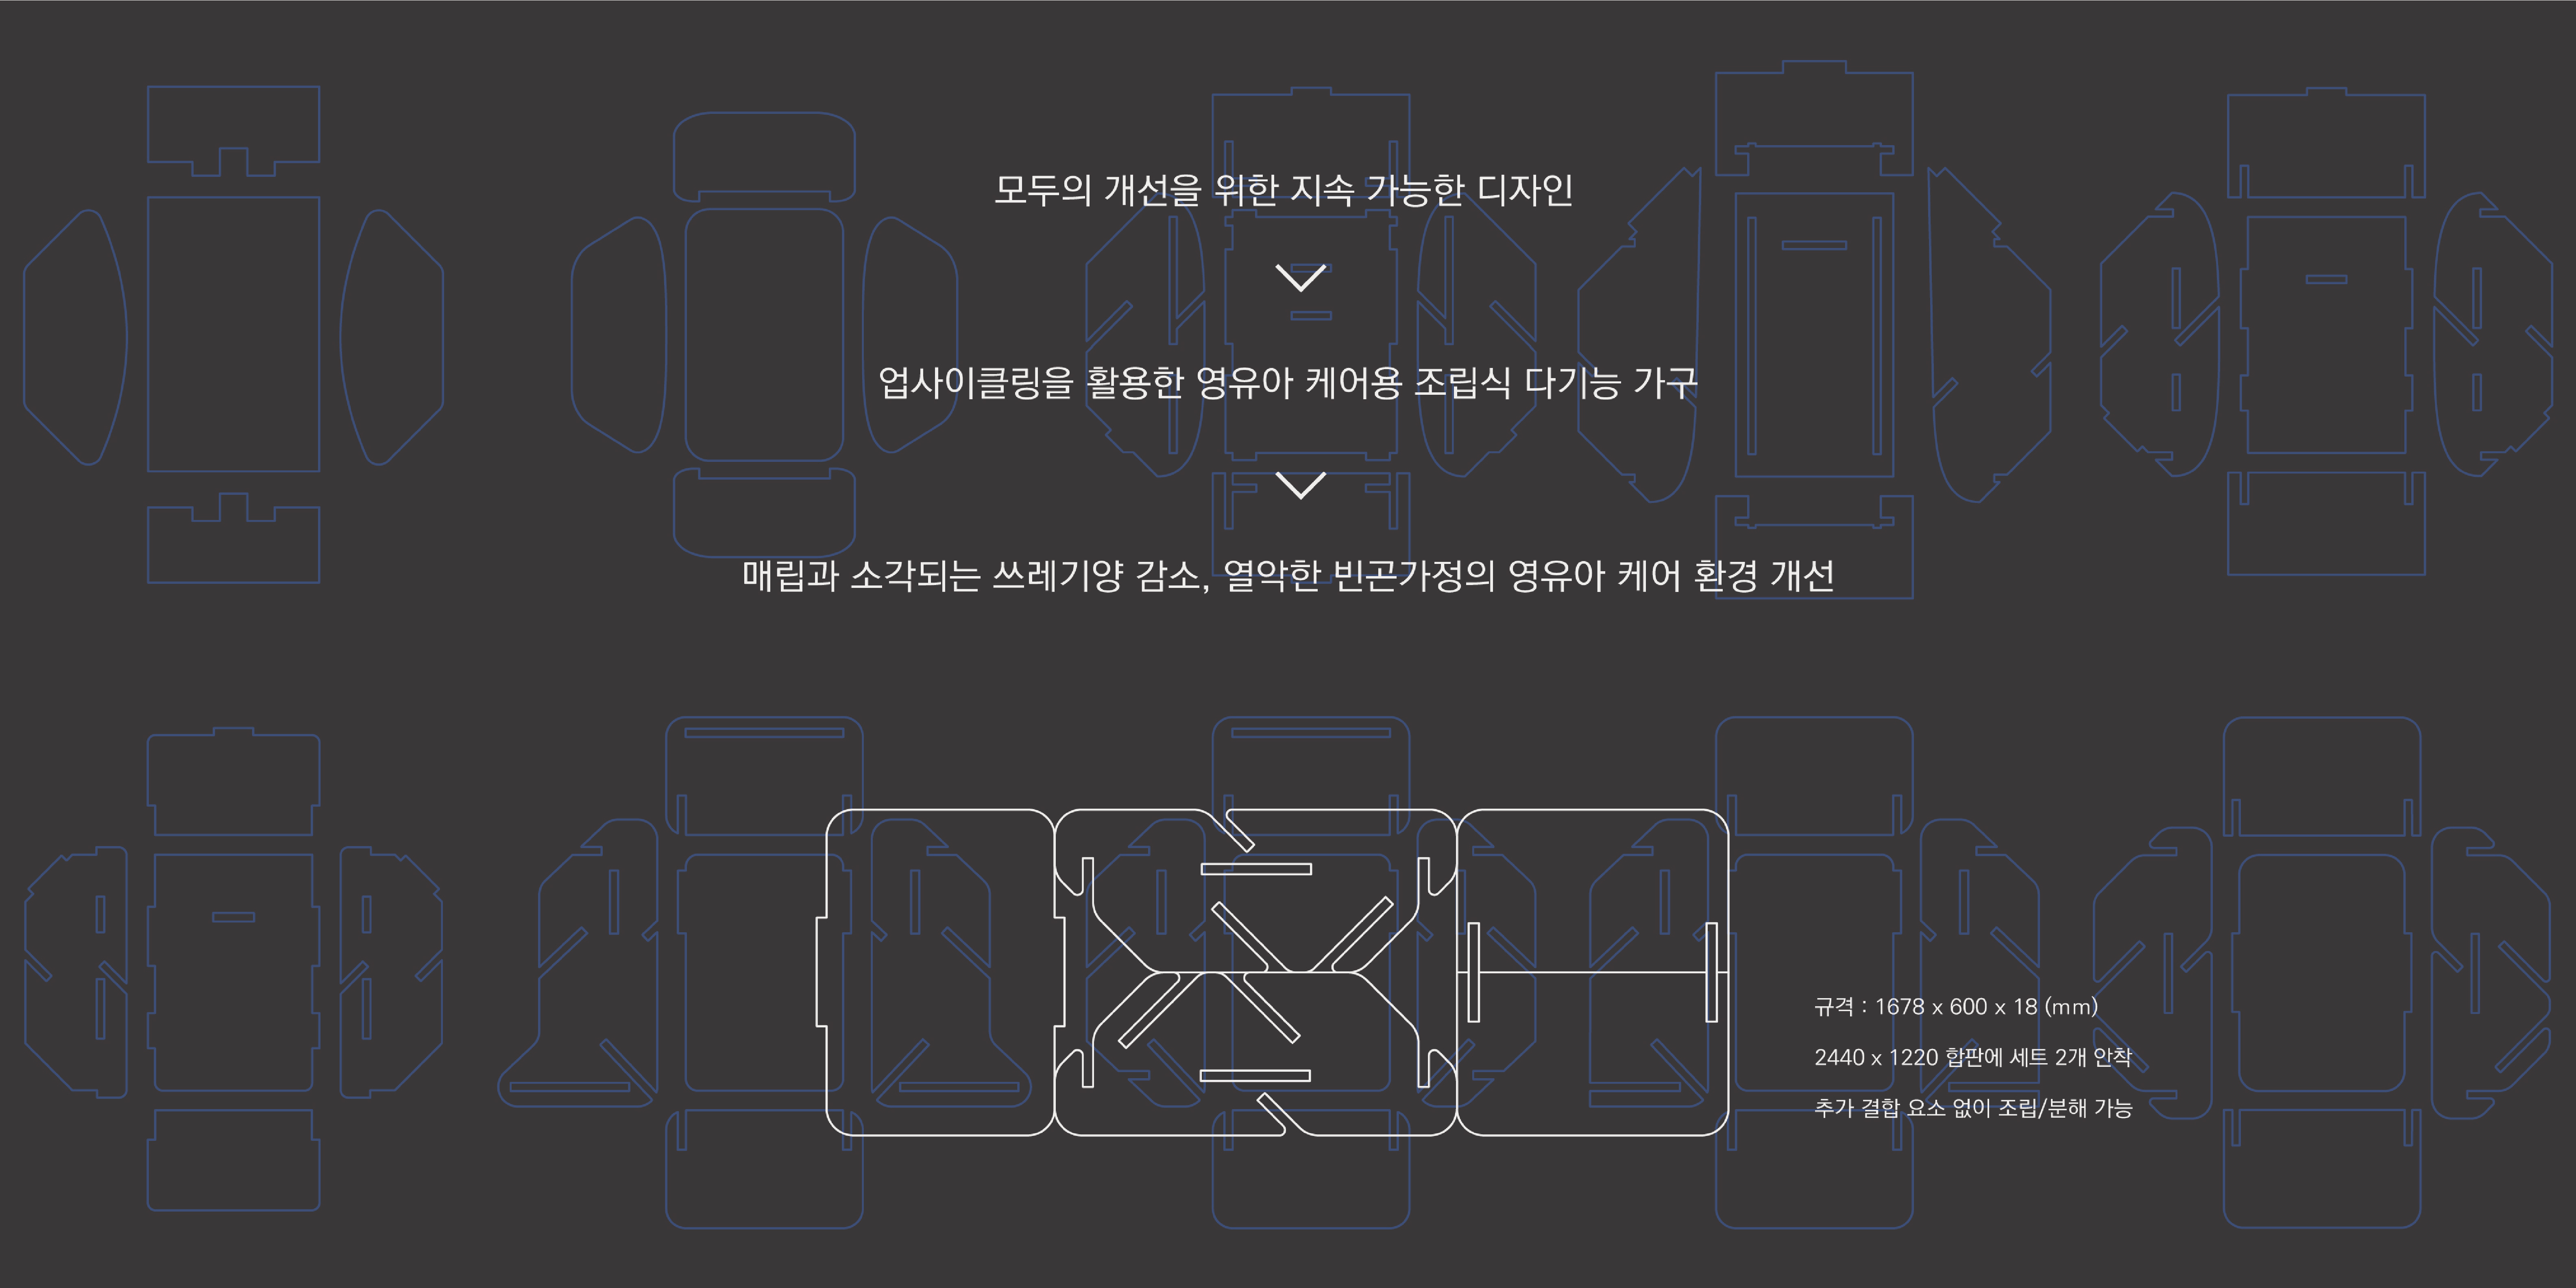 모두의 개선을 위한 지속 가능한 디자인
업사이클링을 활용한 영유아 케어용 조립식 다기능 가구
매립과 소각되는 쓰레기양 감소, 열악한 빈곤가정의 영유아 케어 환경 개선
규격 : 1678 x 600 x 18 (mm)
2440 x 1220 합판에 세트 2개 안착
추가 결합 요소 없이 조립/분해 가능